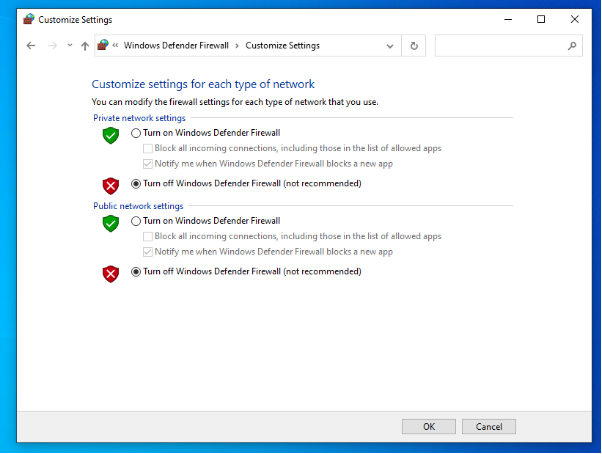 Customize Settings
« Windows Defender Firewall > Customize Settings
Customize settings for each type of network
You can modify the firewall settings for each type of network that you use.
Private network settings
Turn on Windows Defender Firewall
Block all incoming connections, including those in the list of allowed apps
Notify me when Windows Defender Firewall blocks a new app
Turn off Windows Defender Firewall (not recommended)
Public network settings
Turn on Windows Defender Firewall
Block all incoming connections, including those in the list of allowed apps
Notify me when Windows Defender Firewall blocks a new app
Turn off Windows Defender Firewall (not recommended)
OK Cancel